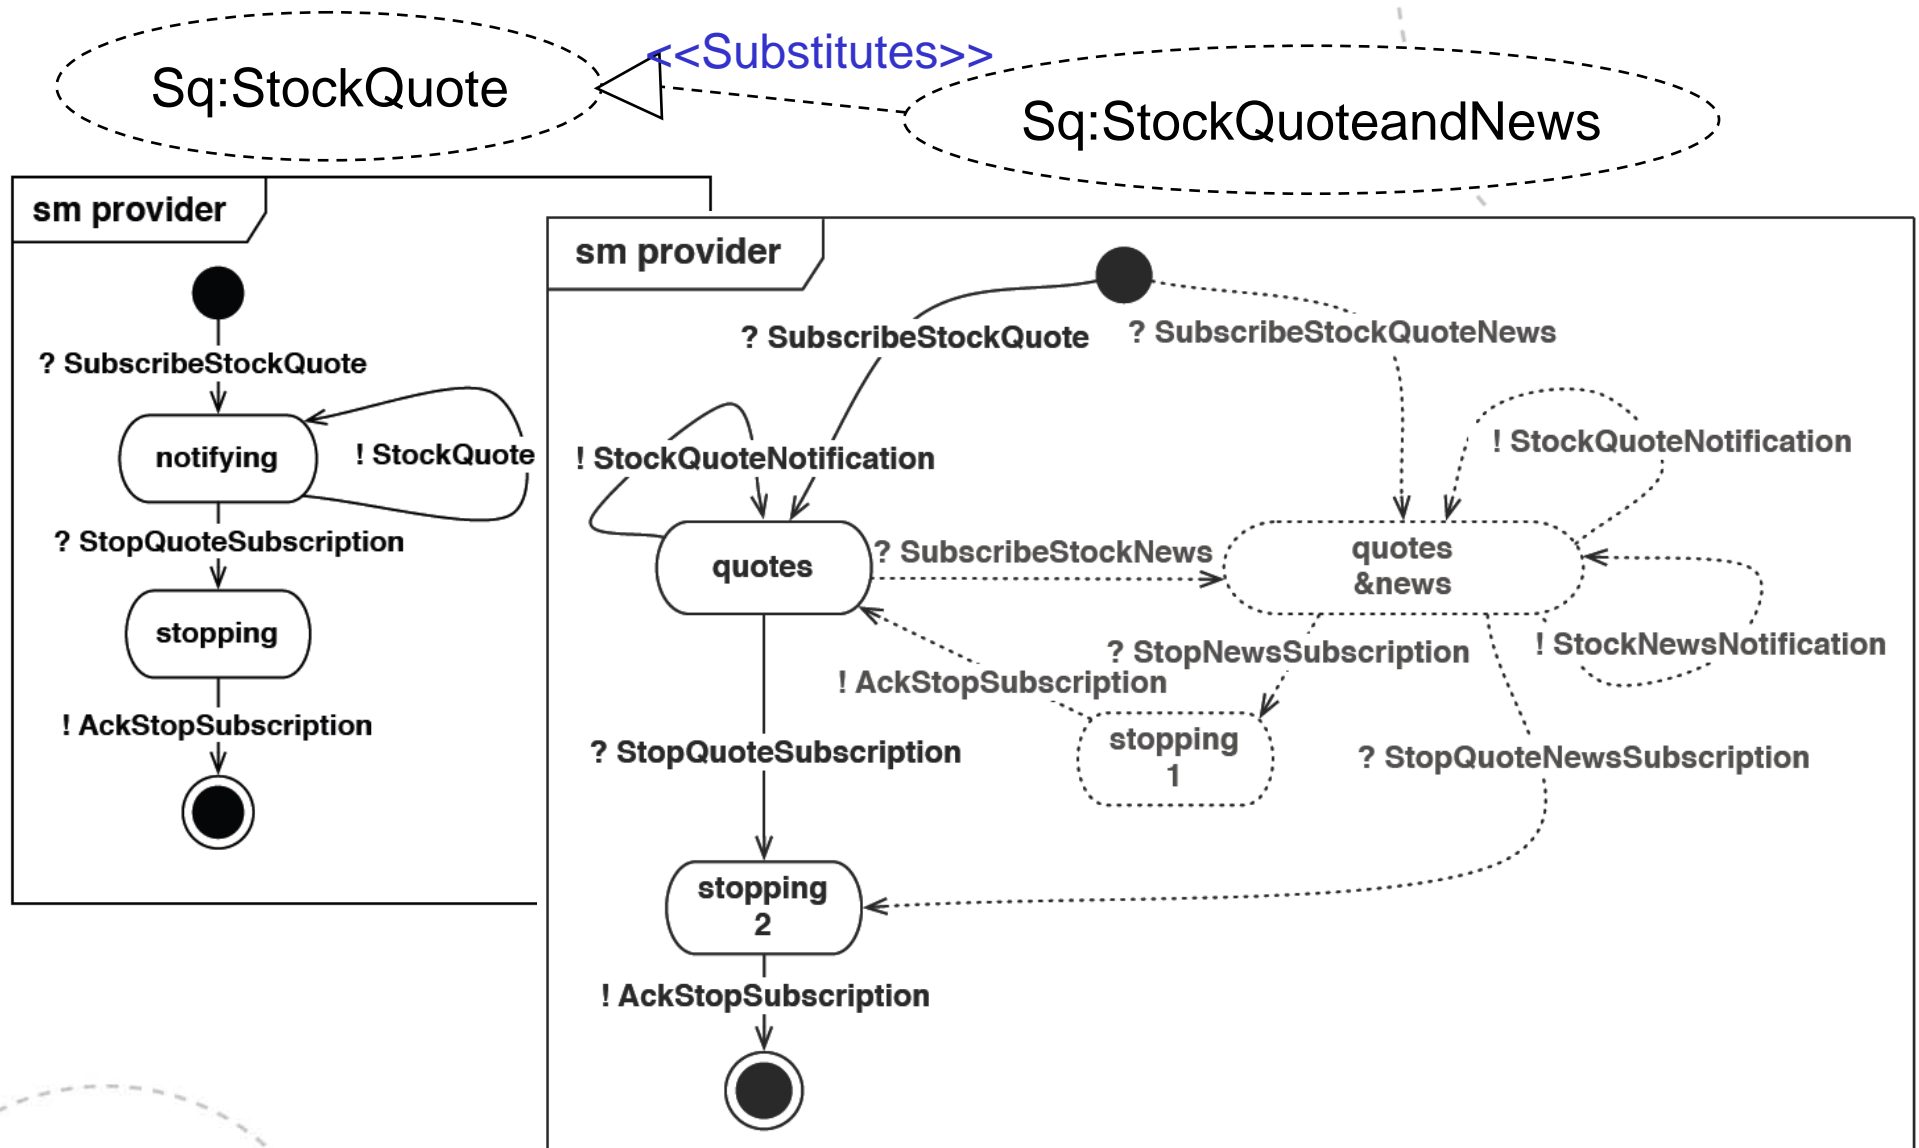 Sq:StockQuote
<<Substitutes>>
Sq:StockQuoteandNews
sm provider
? SubscribeStockQuote
notifying
! StockQuote
? StopQuoteSubscription
stopping
! AckStopSubscription
sm provider
? SubscribeStockQuote
? SubscribeStockQuoteNews
! StockQuoteNotification
! StockQuoteNotification
quotes
? SubscribeStockNews
quotes
&news
? StopNewsSubscription
! StockNewsNotification
! AckStopSubscription
stopping
1
? StopQuoteSubscription
? StopQuoteNewsSubscription
stopping
2
! AckStopSubscription